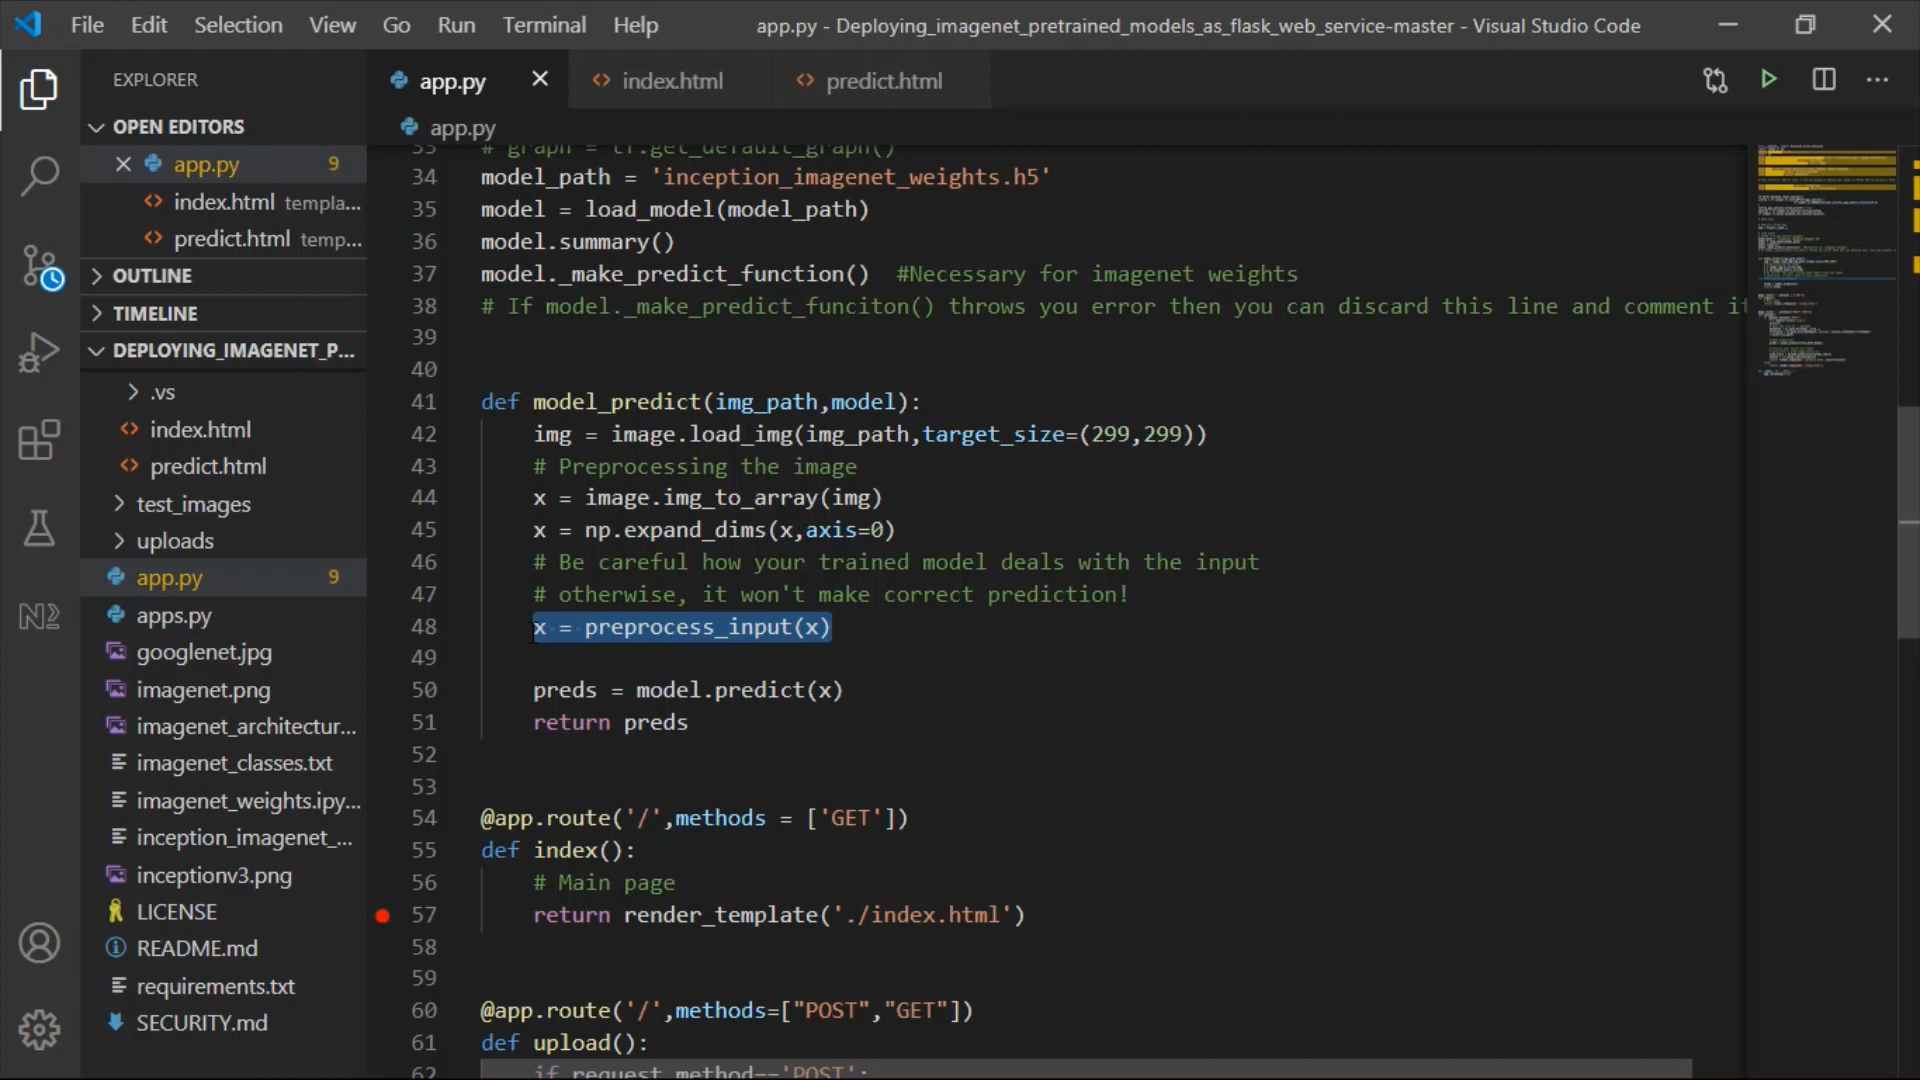 File Edit Selection View Go Run Terminal Help app.py - Deploying_imagenet_pretrained_models_as_flask_web_service-master - Visual Studio Code
EXPLORER
OPEN EDITORS
app.py 9
index.html templa...
predict.html temp...
OUTLINE
TIMELINE
DEPLOYING_IMAGENET_P...
.vs
index.html
predict.html
test_images
uploads
app.py 9
apps.py
googlenet.jpg
imagenet.png
imagenet_architectur...
imagenet_classes.txt
imagenet_weights.ipy...
inception_imagenet_...
inceptionv3.png
LICENSE
README.md
requirements.txt
SECURITY.md
app.py index.html predict.html
app.py
33 # graph = tf.get_default_graph()
34 model_path = 'inception_imagenet_weights.h5'
35 model = load_model(model_path)
36 model.summary()
37 model._make_predict_function() #Necessary for imagenet weights
38 # If model._make_predict_funciton() throws you error then you can discard this line and comment it
39
40
41 def model_predict(img_path,model):
42 img = image.load_img(img_path,target_size=(299,299))
43 # Preprocessing the image
44 x = image.img_to_array(img)
45 x = np.expand_dims(x,axis=0)
46 # Be careful how your trained model deals with the input
47 # otherwise, it won't make correct prediction!
48 x = preprocess_input(x)
49
50 preds = model.predict(x)
51 return preds
52
53
54 @app.route('/',methods = ['GET'])
55 def index():
56 # Main page
57 return render_template('./index.html')
58
59
60 @app.route('/',methods=["POST","GET"])
61 def upload():
62 if request.method=='POST':